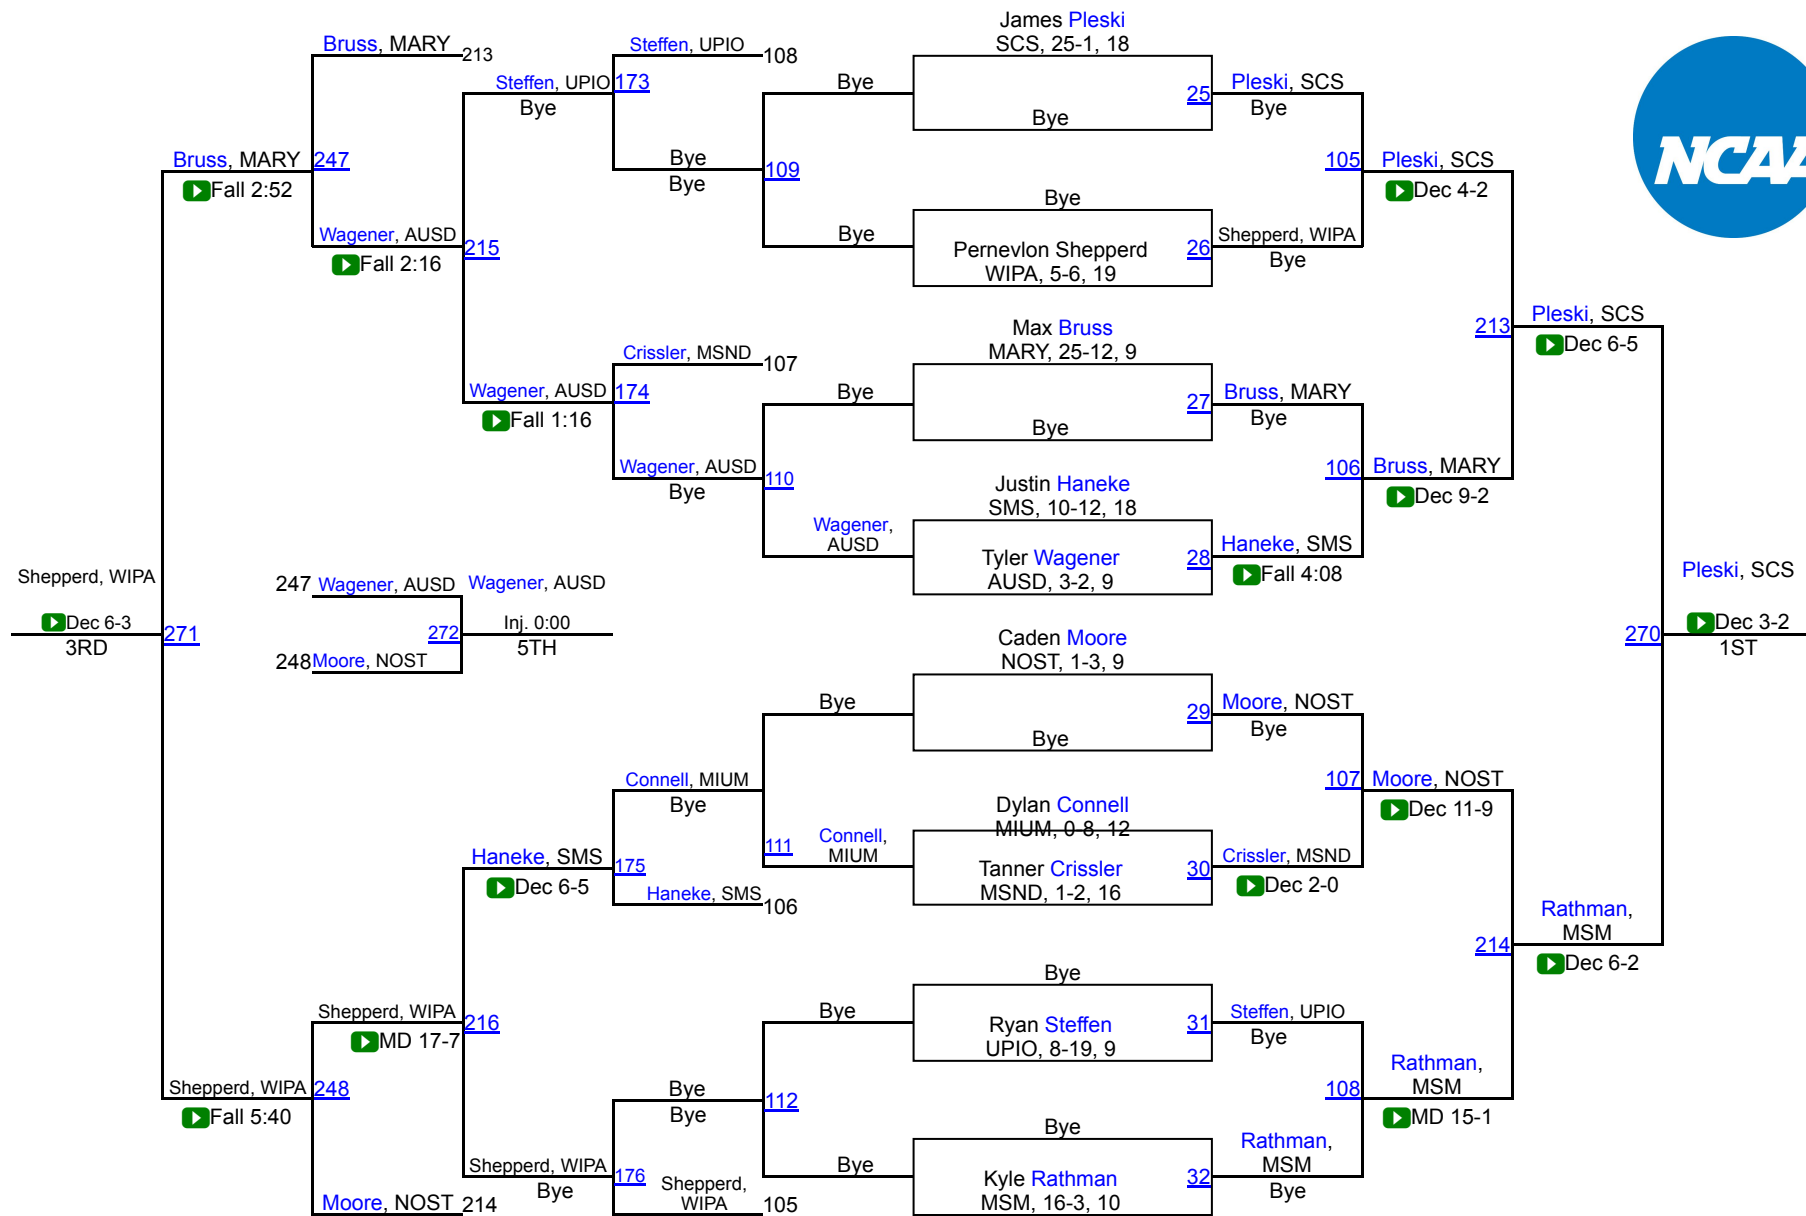 James Pleski
SCS, 25-1, 18
Bye
25
Bye
Pernevlon Shepperd
WIPA, 5-6, 19
26
Max Bruss
MARY, 25-12, 9
Bye
27
Justin Haneke
SMS, 10-12, 18
Tyler Wagener
AUSD, 3-2, 9
28
Caden Moore
NOST, 1-3, 9
Bye
29
Dylan Connell
MIUM, 0-8, 12
Tanner Crissler
MSND, 1-2, 16
30
Bye
Ryan Steffen
UPIO, 8-19, 9
31
Bye
Kyle Rathman
MSM, 16-3, 10
32
Pleski, SCS
Bye
105
Shepperd, WIPA
Bye
Bruss, MARY
Bye
106
Haneke, SMS
Fall 4:08
Moore, NOST
Bye
107
Crissler, MSND
Dec 2-0
Steffen, UPIO
Bye
108
Rathman,
MSM
Bye
Pleski, SCS
Dec 4-2
213
Bruss, MARY
Dec 9-2
Moore, NOST
Dec 11-9
214
Rathman,
MSM
MD 15-1
Pleski, SCS
Dec 6-5
270
Rathman,
MSM
Dec 6-2
Pleski, SCS
Dec 3-2
1ST
NCAA
Bye
109
Bye
Bye
110
Wagener,
AUSD
Bye
111
Connell,
MIUM
Bye
112
Bye
Steffen, UPIO
108
173
Bye
Bye
Crissler, MSND
107
174
Wagener, AUSD
Bye
Connell, MIUM
Bye
175
Haneke, SMS
106
Bye
Bye
176
Shepperd,
WIPA
105
Steffen, UPIO
Bye
215
Wagener, AUSD
Fall 1:16
Haneke, SMS
Dec 6-5
216
Shepperd, WIPA
Bye
Bruss, MARY
213
247
Wagener, AUSD
Fall 2:16
Shepperd, WIPA
MD 17-7
248
Moore, NOST
214
Bruss, MARY
Fall 2:52
271
Shepperd, WIPA
Fall 5:40
Shepperd, WIPA
Dec 6-3
3RD
247
Wagener, AUSD
272
248
Moore, NOST
Wagener, AUSD
Inj. 0:00
5TH